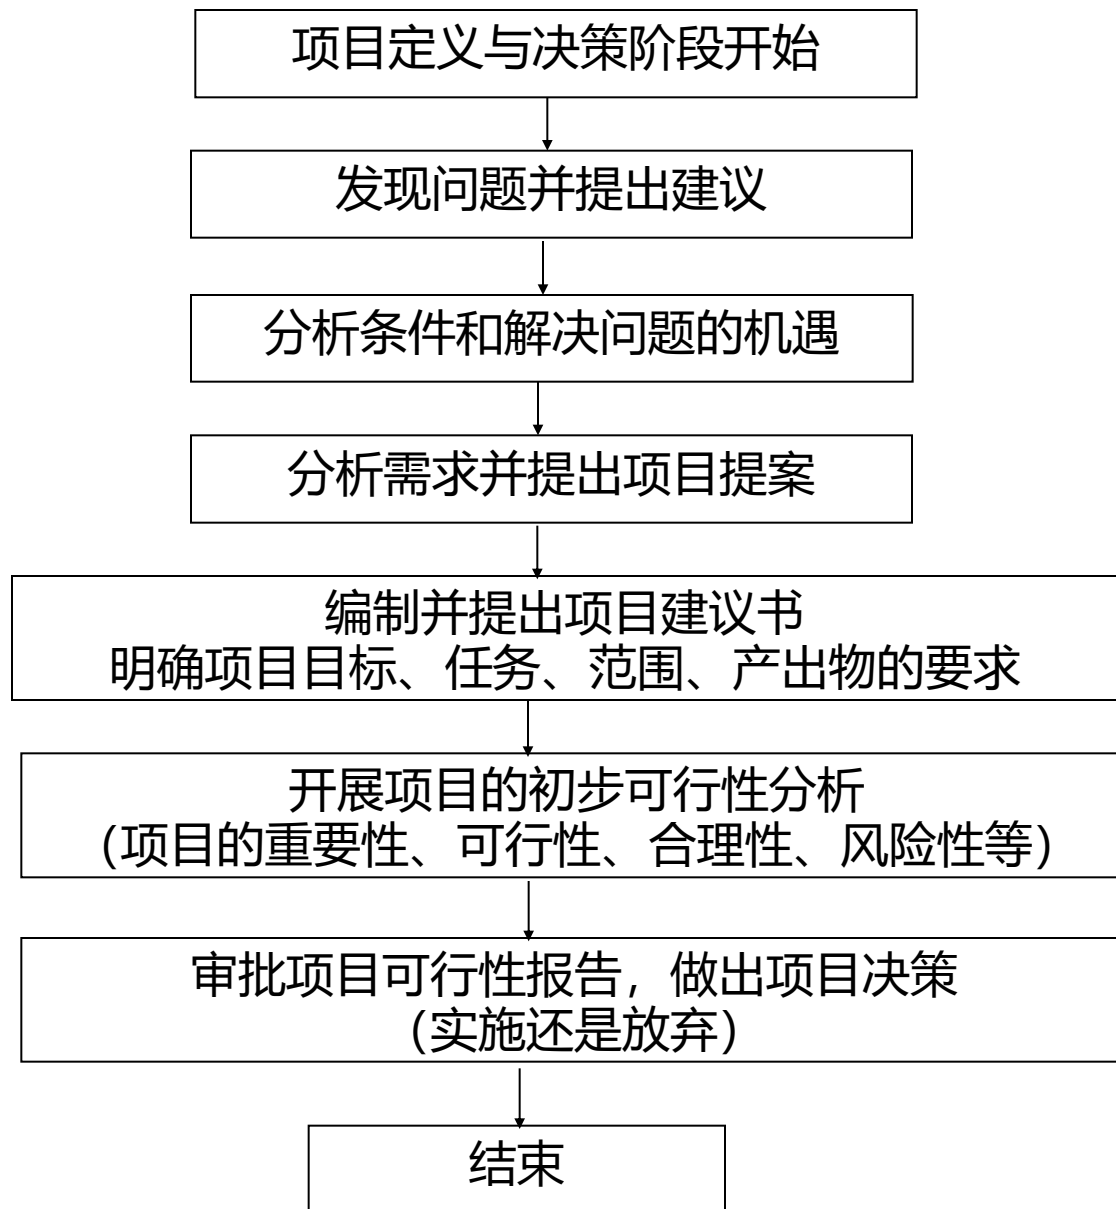 项目定义与决策阶段开始
发现问题并提出建议
分析条件和解决问题的机遇
分析需求并提出项目提案
编制并提出项目建议书
明确项目目标、任务、范围、产出物的要求
开展项目的初步可行性分析
（项目的重要性、可行性、合理性、风险性等）
审批项目可行性报告，做出项目决策
（实施还是放弃）
结束